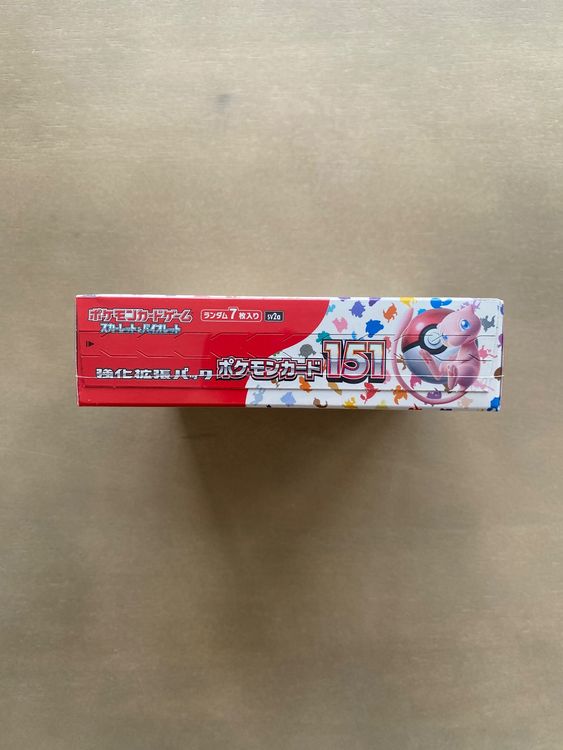 ポケモンカードゲーム
スカーレット&バイオレット
ランダム7枚入り
sv2a
強化拡張パック
ポケモンカード151